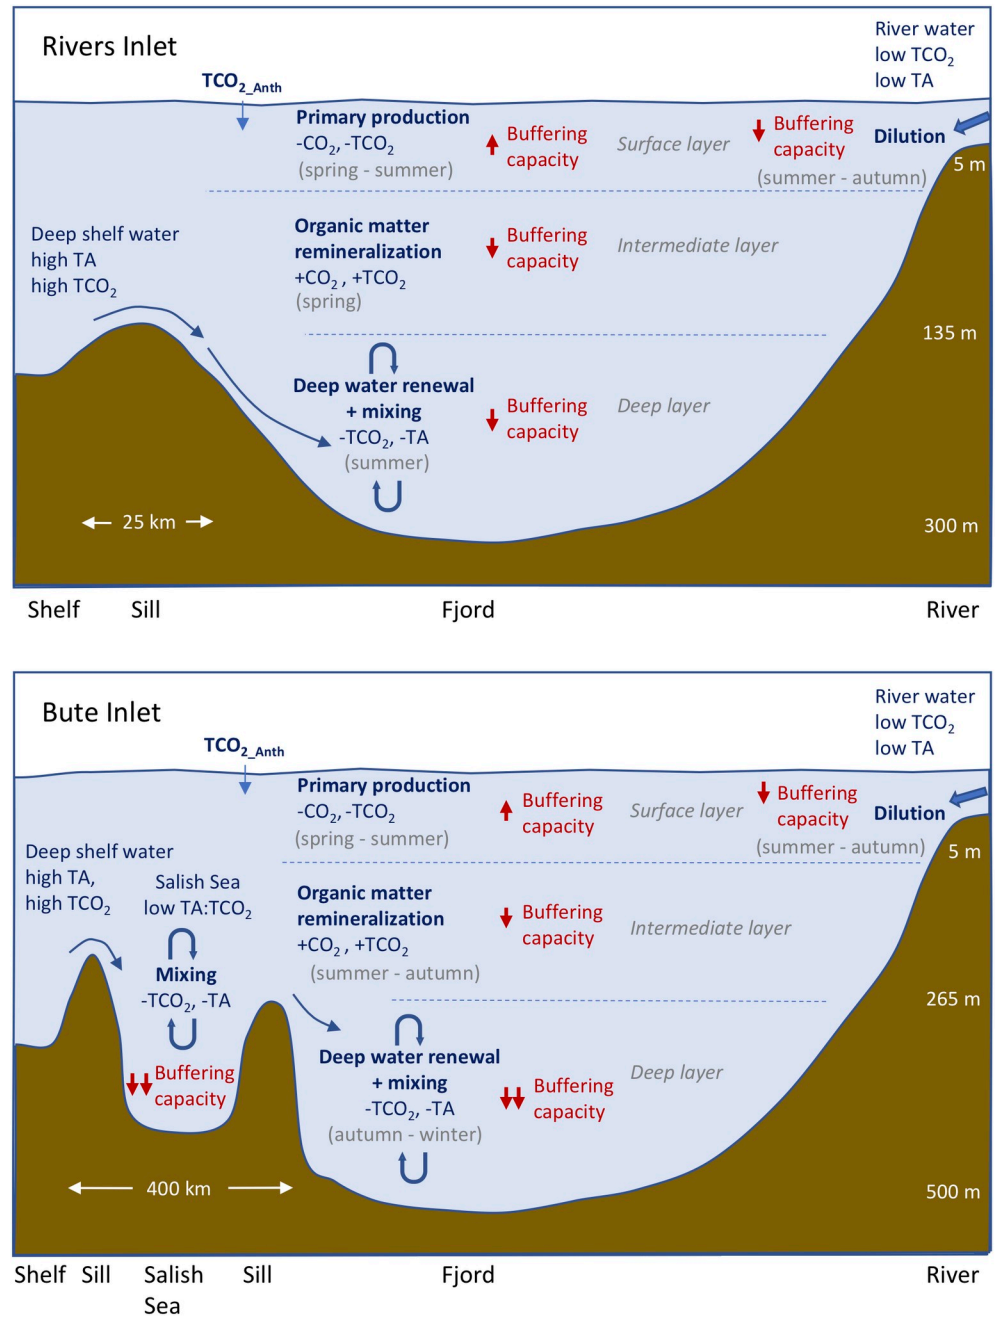 Rivers Inlet
River water
low TCO2
low TA
TCO2_Anth
Primary production
-CO2, -TCO2
(spring - summer)
Buffering
capacity
Surface layer
Buffering
capacity
(summer - autumn)
Dilution
5 m
Deep shelf water
high TA
high TCO2
Organic matter
remineralization
+CO2 , +TCO2
(spring)
Buffering
capacity
Intermediate layer
135 m
Deep water renewal
+ mixing
-TCO2, -TA
(summer)
Buffering
capacity
Deep layer
25 km
300 m
Shelf
Sill
Fjord
River
Bute Inlet
River water
low TCO2
low TA
TCO2_Anth
Primary production
-CO2, -TCO2
(spring - summer)
Buffering
capacity
Surface layer
Buffering
capacity
(summer - autumn)
Dilution
5 m
Deep shelf water
high TA,
high TCO2
Salish Sea
low TA:TCO2
Mixing
-TCO2, -TA
Buffering
capacity
Organic matter
remineralization
+CO2 , +TCO2
(summer - autumn)
Buffering
capacity
Intermediate layer
265 m
Deep water renewal
+ mixing
-TCO2, -TA
(autumn - winter)
Buffering
capacity
Deep layer
400 km
500 m
Shelf
Sill
Salish
Sea
Sill
Fjord
River